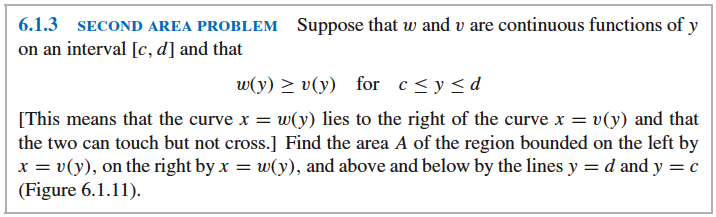 6.1.3 SECOND AREA PROBLEM Suppose that w and v are continuous functions of y
on an interval [c, d] and that
w(y) ≥ v(y) for c ≤ y ≤ d
[This means that the curve x = w(y) lies to the right of the curve x = v(y) and that
the two can touch but not cross.] Find the area A of the region bounded on the left by
x = v(y), on the right by x = w(y), and above and below by the lines y = d and y = c
(Figure 6.1.11).